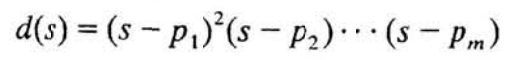 d(s) = (s − p₁)²(s − p₂) ⋯ (s − pₘ)